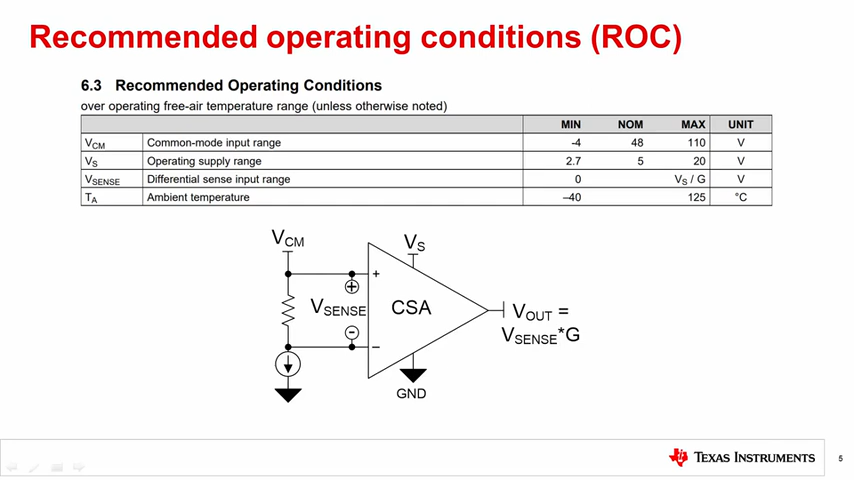 Recommended operating conditions (ROC)
6.3 Recommended Operating Conditions
over operating free-air temperature range (unless otherwise noted)
MIN NOM MAX UNIT
VCM Common-mode input range -4 48 110 V
VS Operating supply range 2.7 5 20 V
VSENSE Differential sense input range 0 VS / G V
TA Ambient temperature –40 125 °C
VCM
VS
+
+
VSENSE
CSA
VOUT =
VSENSE*G
-
–
GND
TEXAS INSTRUMENTS
5